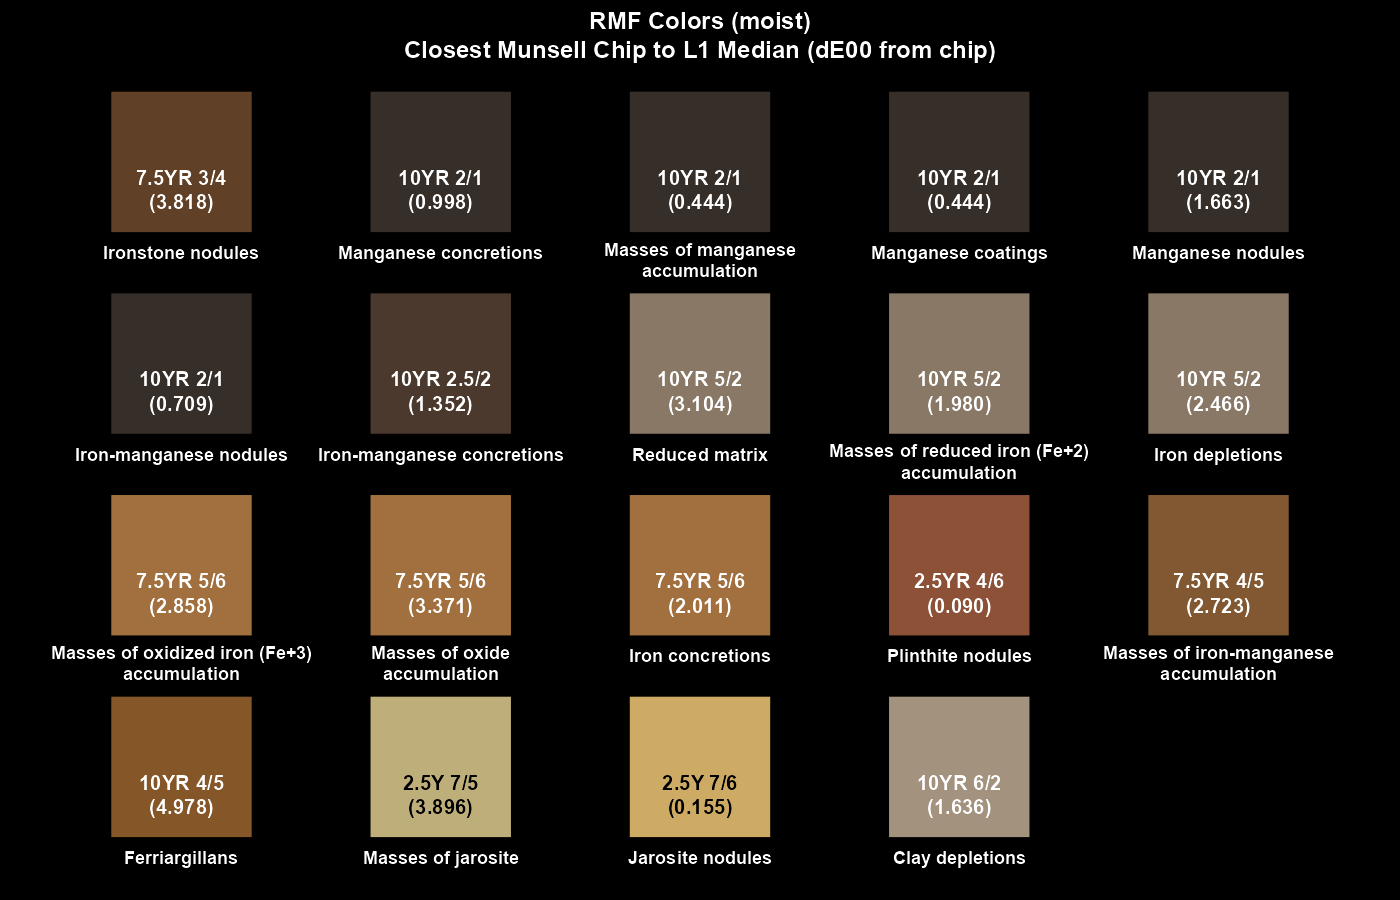 RMF Colors (moist)
Closest Munsell Chip to L1 Median (dE00 from chip)
7.5YR 3/4
(3.818)
Ironstone nodules
10YR 2/1
(0.998)
Manganese concretions
10YR 2/1
(0.444)
Masses of manganese
accumulation
10YR 2/1
(0.444)
Manganese coatings
10YR 2/1
(1.663)
Manganese nodules
10YR 2/1
(0.709)
Iron-manganese nodules
10YR 2.5/2
(1.352)
Iron-manganese concretions
10YR 5/2
(3.104)
Reduced matrix
10YR 5/2
(1.980)
Masses of reduced iron (Fe+2)
accumulation
10YR 5/2
(2.466)
Iron depletions
7.5YR 5/6
(2.858)
Masses of oxidized iron (Fe+3)
accumulation
7.5YR 5/6
(3.371)
Masses of oxide
accumulation
7.5YR 5/6
(2.011)
Iron concretions
2.5YR 4/6
(0.090)
Plinthite nodules
7.5YR 4/5
(2.723)
Masses of iron-manganese
accumulation
10YR 4/5
(4.978)
Ferriargillans
2.5Y 7/5
(3.896)
Masses of jarosite
2.5Y 7/6
(0.155)
Jarosite nodules
10YR 6/2
(1.636)
Clay depletions